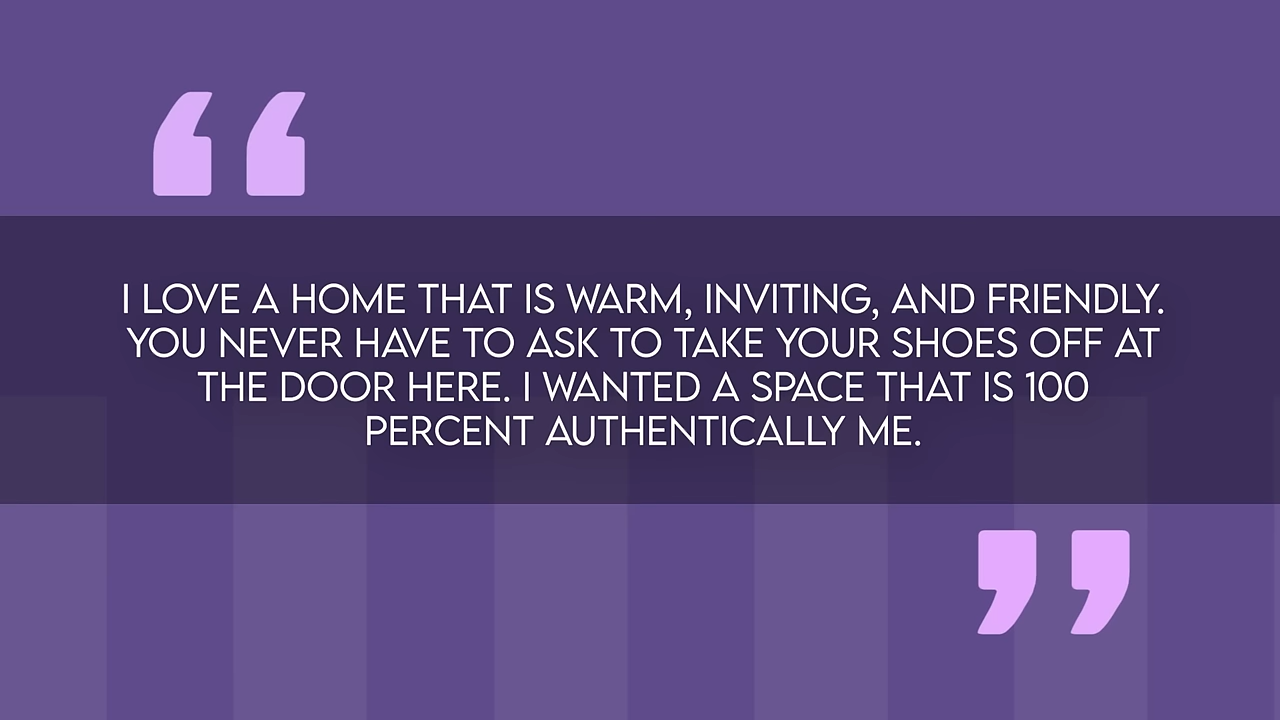 “
I LOVE A HOME THAT IS WARM, INVITING, AND FRIENDLY.
YOU NEVER HAVE TO ASK TO TAKE YOUR SHOES OFF AT
THE DOOR HERE. I WANTED A SPACE THAT IS 100
PERCENT AUTHENTICALLY ME.
”